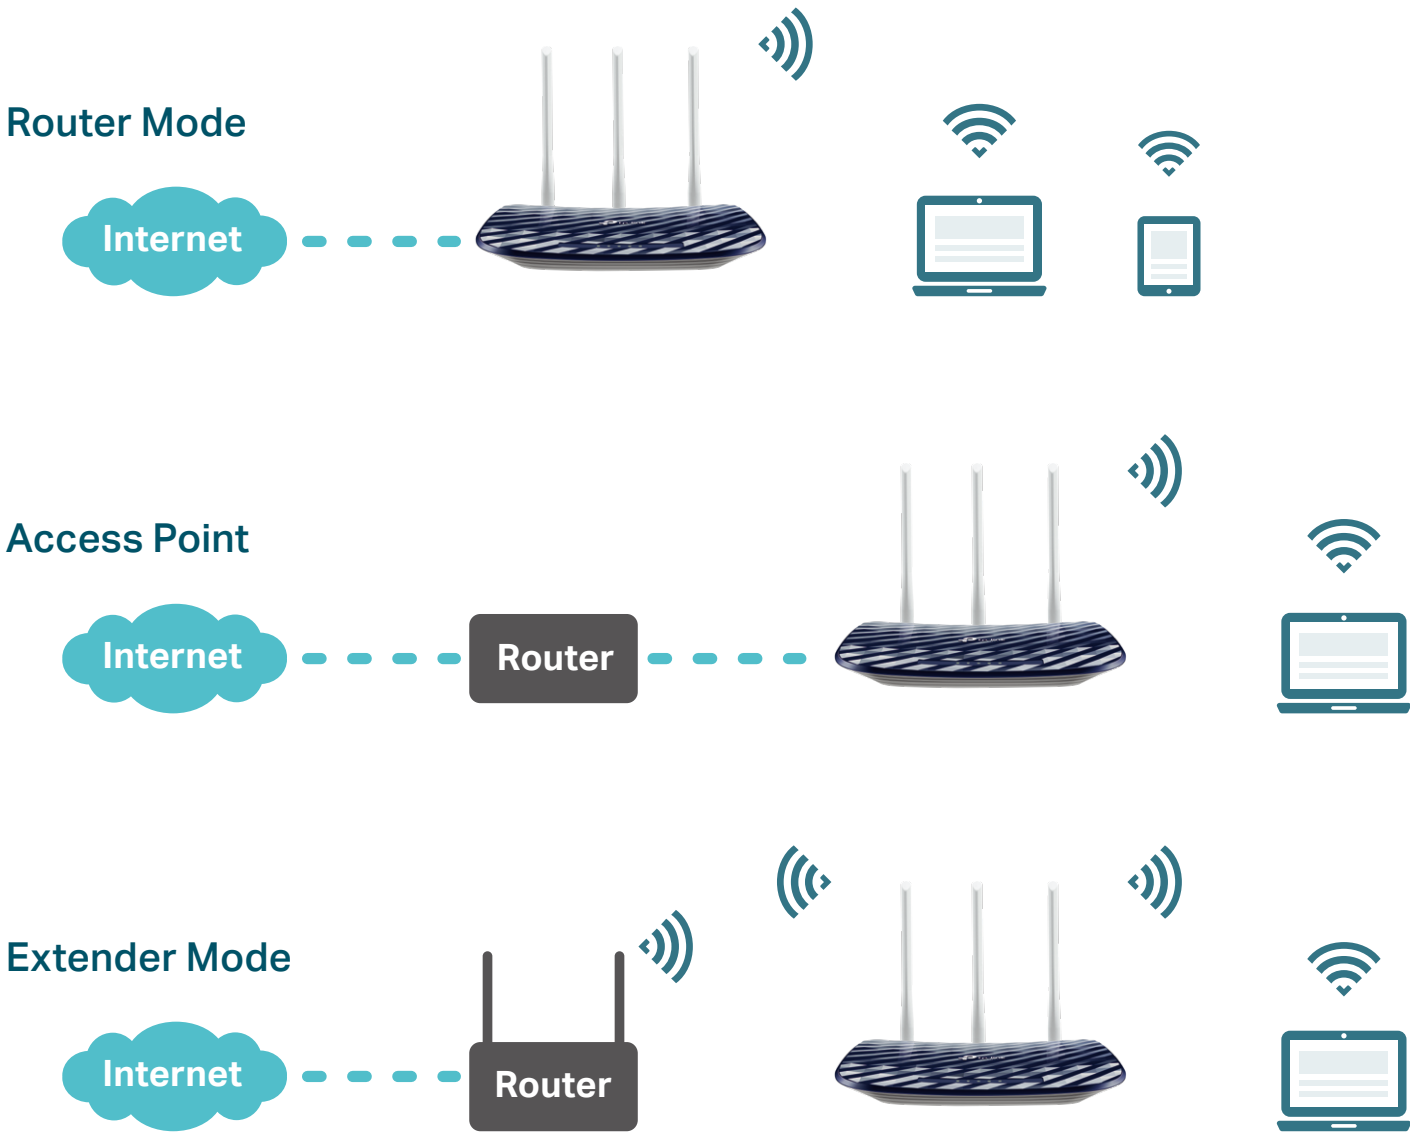 Router Mode
Internet
Access Point
Internet
Router
Extender Mode
Internet
Router